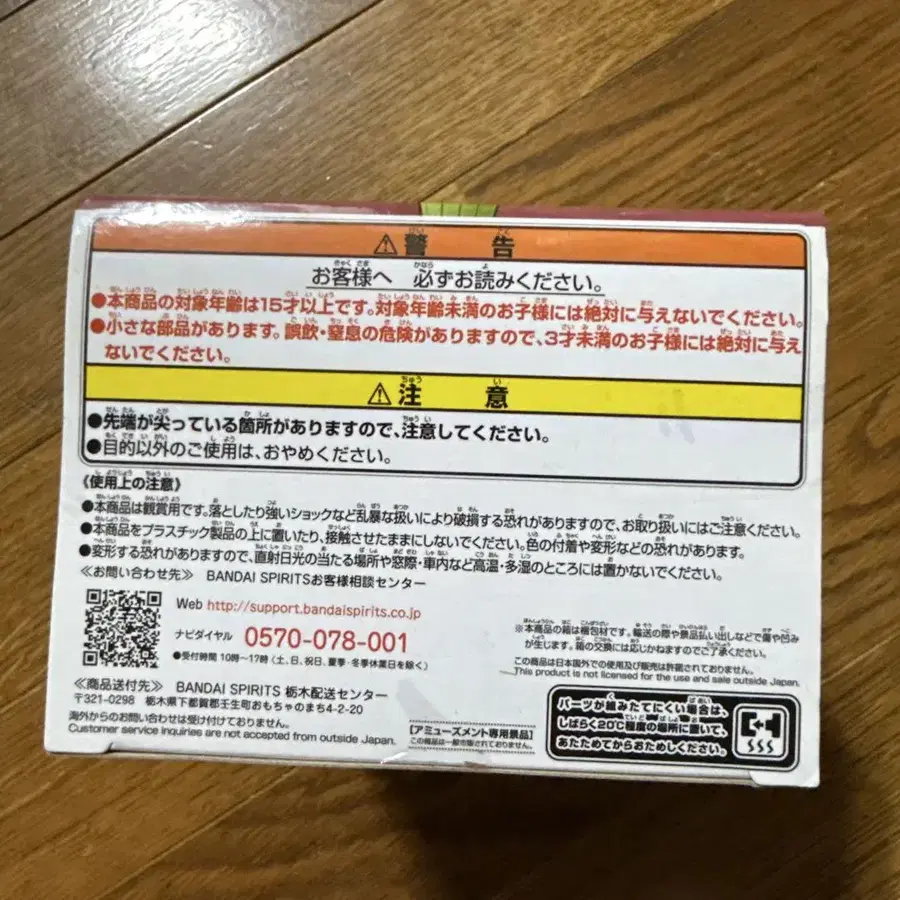 ⚠警告
お客様へ 必ずお読みください。
●本商品の対象年齢は15才以上です。対象年齢未満のお子様には絶対に与えないでください。
●小さな部品があります。誤飲・窒息の危険がありますので、3才未満のお子様には絶対に与え
ないでください。
⚠注意
●先端が尖っている箇所がありますので、注意してください。
●目的以外のご使用は、おやめください。
《使用上の注意》
●本商品は観賞用です。落としたり強いショックなど乱暴な扱いにより破損する恐れがありますので、お取り扱いにはご注意ください。
●本商品をプラスチック製品の上に置いたり、接触させたままにしないでください。色の付着や変形などの恐れがあります。
●変形する恐れがありますので、直射日光の当たる場所や窓際・車内など高温・多湿のところには置かないでください。
《お問い合わせ先》 BANDAI SPIRITSお客様相談センター
Web http://support.bandaispirits.co.jp
ナビダイヤル 0570-078-001
●受付時間 10時〜17時 (土、日、祝日、夏季・冬季休業日を除く)
《商品送付先》 BANDAI SPIRITS 栃木配送センター
〒321-0298 栃木県下都賀郡壬生町おもちゃのまち4-2-20
海外からのお問い合わせは受け付けておりません。
Customer service inquiries are not accepted from outside Japan.
※本商品の箱は梱包材です。輸送の際や景品払い出しなどで傷や凹み
が生じます。箱の交換には応じかねますのでご了承ください。
この商品は日本国外での使用及び販売は許諾されておりません。
This product is not licensed for the use and sale outside Japan.
[アミューズメント専用景品]
この商品は一般市販されておりません。
パーツが組みたてにくい場合は、
しばらく20℃程度の場所に置いて、
あたためてからおためしください。